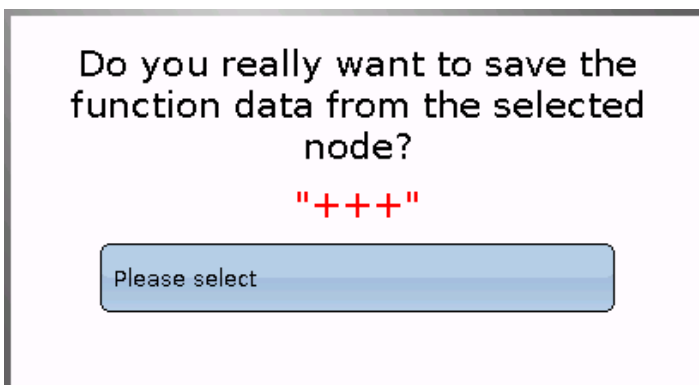 Do you really want to save the
function data from the selected
node?
"+++"
Please select